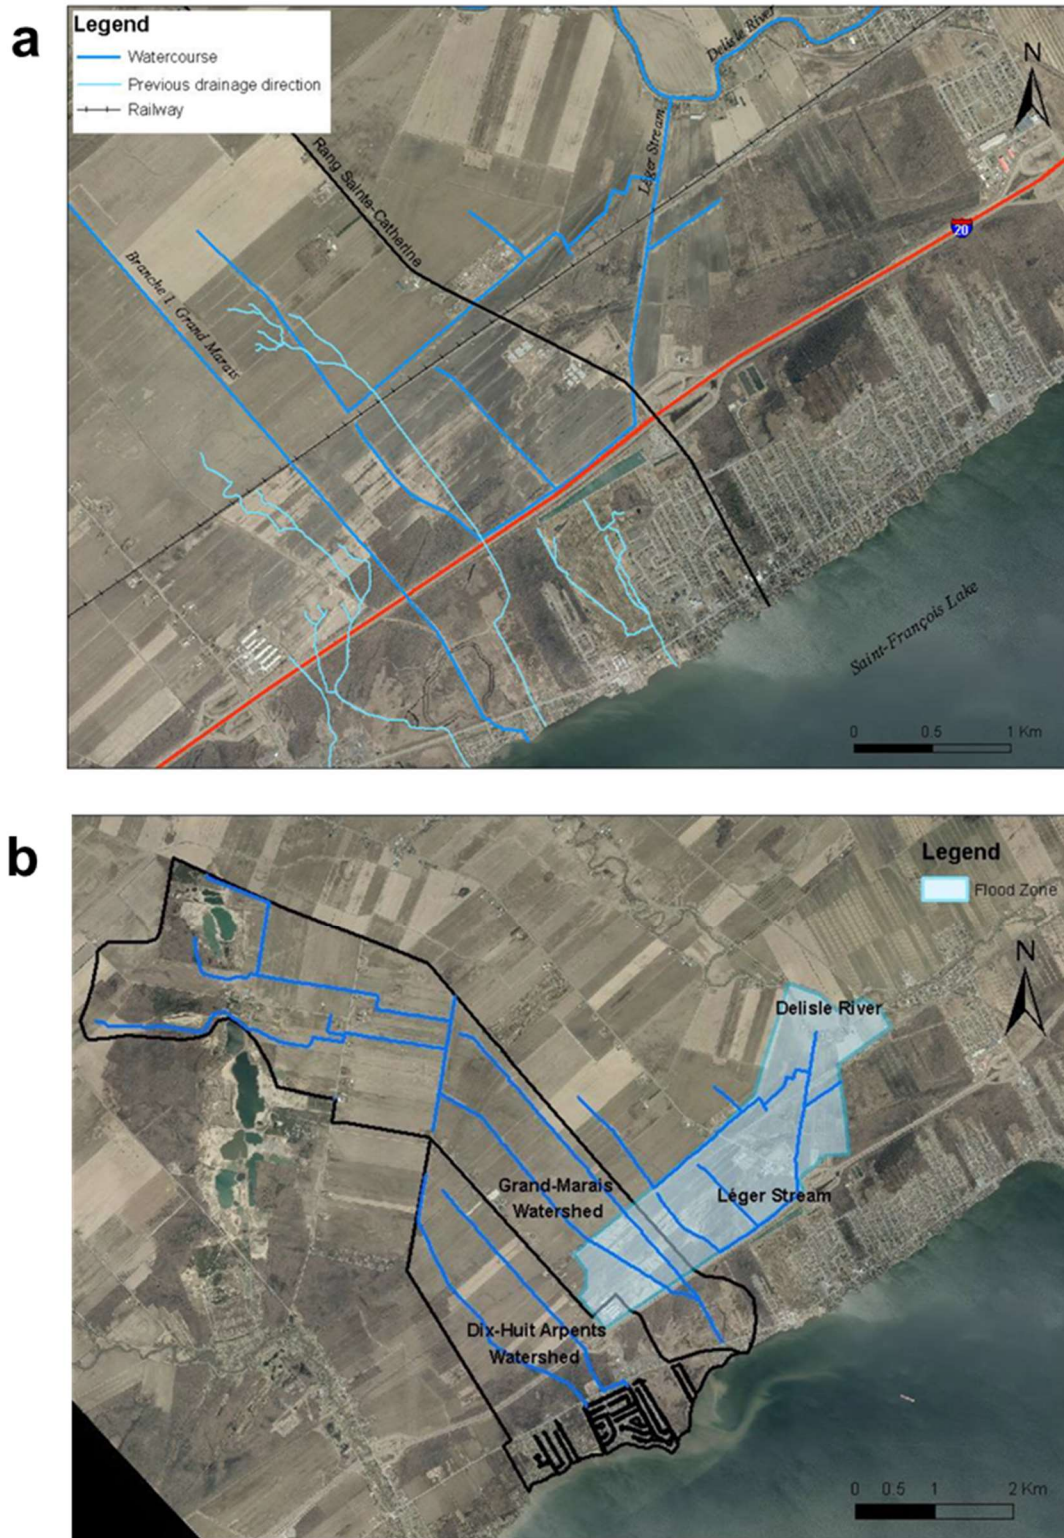 a
Legend
Watercourse
Previous drainage direction
Railway
Delisle River
N
Léger Stream
Rang Sainte-Catherine
20
Branche 1 Grand Marais
Saint-François Lake
0 0.5 1 Km
b
Legend
Flood Zone
N
Delisle River
Grand-Marais
Watershed
Léger Stream
Dix-Huit Arpents
Watershed
0 0.5 1 2 Km